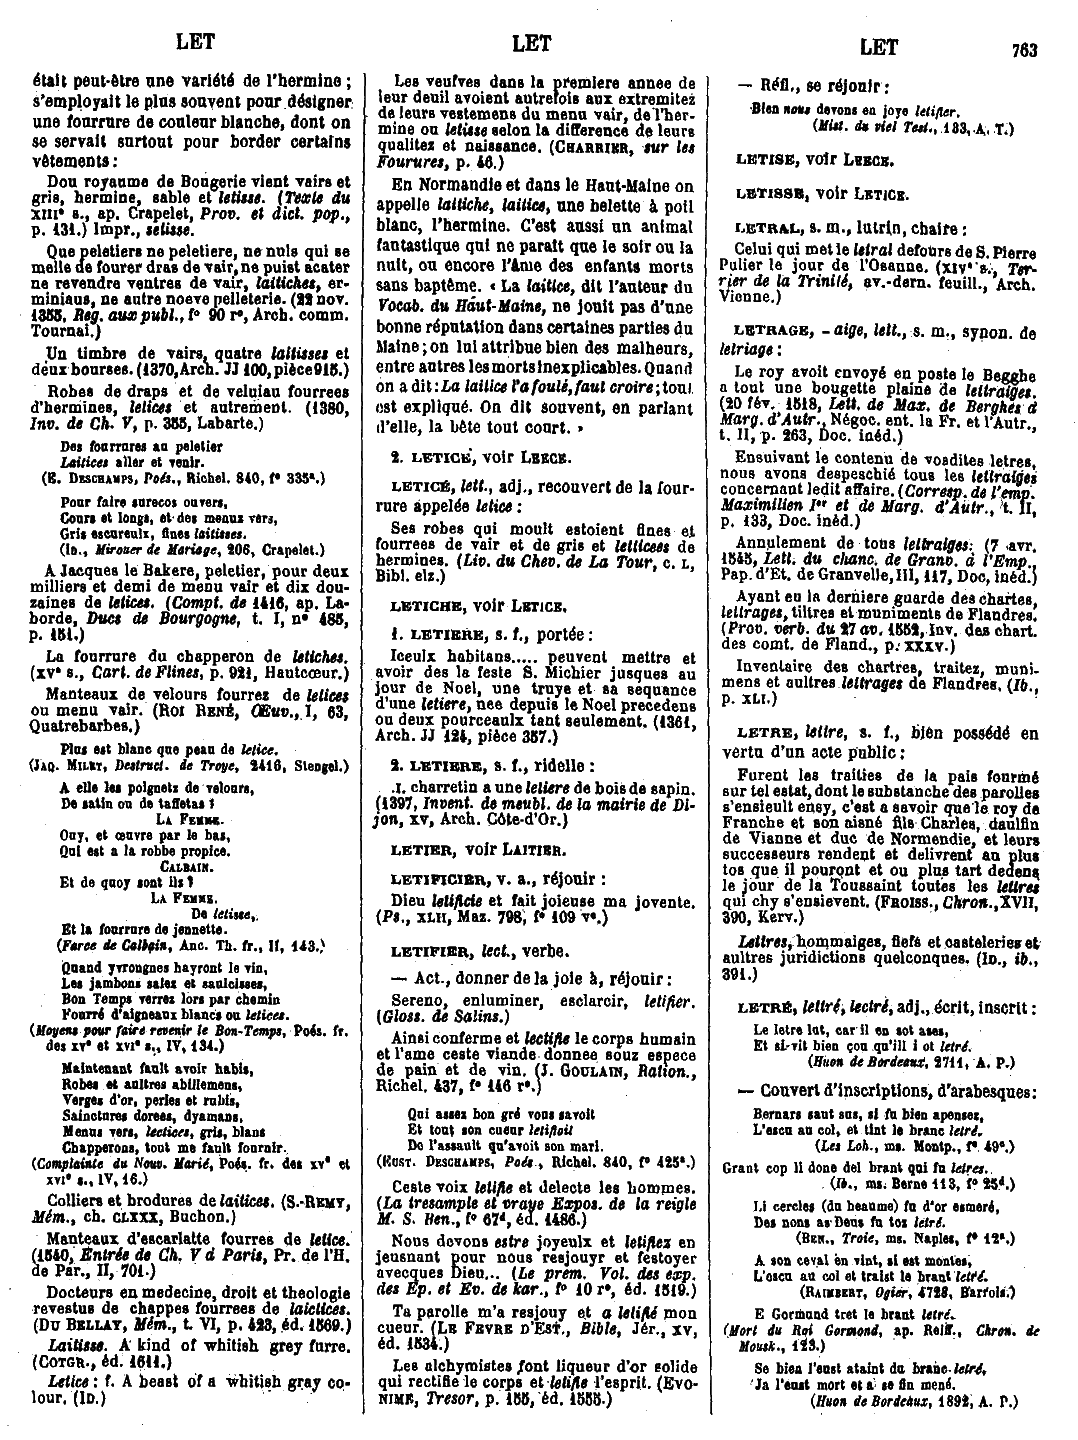 LET
LET
LET
763
était peut-être une variété de l'hermine ;
s'employait le plus souvent pour désigner
une fourrure de couleur blanche, dont on
se servait surtout pour border certains
vêtements :
Dou royaume de Bongerie vient vairs et
gris, hermine, sable et letisse. (Texte du
XIIIᵉ s., ap. Crapelet, Prov. et dict. pop.,
p. 131.) Impr., selisse.
Que peletiers ne peletiere, ne nuls qui se
melle de fourer dras de vair, ne puist acater
ne revendre ventres de vair, laitiches, er-
miniaus, ne autre noeve pelleterie. (22 nov.
1355, Reg. aux publ., fᵒ 90 rᵒ, Arch. comm.
Tournai.)
Un timbre de vairs, quatre laitisses et
deux bourses. (1370, Arch. JJ 100, pièce 915.)
Robes de draps et de veluiau fourrees
d'hermines, letices et autrement. (1380,
Inv. de Ch. V, p. 355, Labarte.)
Des fourrures au peletier
Laitices aller et venir.
(E. DESCHAMPS, Poés., Richel. 840, fᵒ 335ᵃ.)
Pour faire surecos ouvers,
Cours et longs, et des menus vers,
Gris escureulx, fines laitisses.
(ID., Mirouer de Mariage, 206, Crapelet.)
A Jacques le Bakere, peletier, pour deux
milliers et demi de menu vair et dix dou-
zaines de letices. (Compt. de 1416, ap. La-
borde, Ducs de Bourgogne, t. I, nᵒ 485,
p. 151.)
La fourrure du chapperon de letiches.
(XVᵉ s., Cart. de Flines, p. 921, Hautcœur.)
Manteaux de velours fourrez de letices
ou menu vair. (ROI RENÉ, Œuv., I, 63,
Quatrebarbes.)
Plus est blanc que peau de letice.
(JAQ. MILET, Destruct. de Troye, 2416, Stengel.)
A elle les poignetz de velours,
De satin ou de taffetas ?
LA FEMME.
Ouy, et œuvre par le bas,
Qui est a la robbe propice.
CALBAIN.
Et de quoy sont ils ?
LA FEMME.
De letisse,
Et la fourrure de jennette.
(Farce de Calbain, Anc. Th. fr., II, 143.)
Quand yvrongnes hayront le vin,
Les jambons salez et saulcisses,
Bon Temps verrez lors par chemin
Fourré d'aigneaux blancs ou letices.
(Moyens pour faire revenir le Bon-Temps, Poés. fr.
des XVᵉ et XVIᵉ s., IV, 134.)
Maintenant fault avoir habis,
Robes et aultres abillemens,
Verges d'or, perles et rubis,
Sainctures dorees, dyamans,
Menus vers, lectices, gris, blans
Chapperons, tout me fault fournir.
(Complainte du Nouv. Marié, Poés. fr. des XVᵉ et
XVIᵉ s., IV, 16.)
Colliers et brodures de laitices. (S.-REMY,
Mém., ch. CLXXX, Buchon.)
Manteaux d'escarlatte fourres de letice.
(1540, Entrée de Ch. V à Paris, Pr. de l'H.
de Par., II, 701.)
Docteurs en medecine, droit et theologie
revestus de chappes fourrees de laictices.
(DU BELLAY, Mém., t. VI, p. 423, éd. 1569.)
Laitisse. A kind of whitish grey furre.
(COTGR., éd. 1611.)
Letice : f. A beast of a whitish gray co-
lour. (ID.)
Les veufves dans la premiere annee de
leur deuil avoient autrefois aux extremitez
de leurs vestemens du menu vair, de l'her-
mine ou letisse selon la difference de leurs
qualitez et naissance. (CHARRIER, sur les
Fourures, p. 46.)
En Normandie et dans le Haut-Maine on
appelle laitiche, laitice, une belette à poil
blanc, l'hermine. C'est aussi un animal
fantastique qui ne paraît que le soir ou la
nuit, ou encore l'âme des enfants morts
sans baptême. « La laitice, dit l'auteur du
Vocab. du Haut-Maine, ne jouit pas d'une
bonne réputation dans certaines parties du
Maine ; on lui attribue bien des malheurs,
entre autres les morts inexplicables. Quand
on a dit : La laitice l'a foulé, faut croire ; tout
est expliqué. On dit souvent, en parlant
d'elle, la bête tout court. »
2. LETICE, voir LEECE.
LETICÉ, lett., adj., recouvert de la four-
rure appelée letice :
Ses robes qui moult estoient fines et
fourrees de vair et de gris et letticees de
hermines. (Liv. du Chev. de La Tour, c. L,
Bibl. elz.)
LETICHE, voir LETICE.
1. LETIERE, s. f., portée :
Iceulx habitans..... peuvent mettre et
avoir des la feste S. Michier jusques au
jour de Noel, une truye et sa sequance
d'une letiere, nee depuis le Noel precedens
ou deux pourceaulx tant seulement. (1361,
Arch. JJ 124, pièce 357.)
2. LETIERE, s. f., ridelle :
.I. charretin a une letiere de bois de sapin.
(1397, Invent. de meubl. de la mairie de Di-
jon, XV, Arch. Côte-d'Or.)
LETIER, voir LAITIER.
LETIFICIER, v. a., réjouir :
Dieu letificie et fait joieuse ma jovente.
(Ps., XLII, Maz. 798, fᵒ 109 vᵒ.)
LETIFIER, lect., verbe.
— Act., donner de la joie à, réjouir :
Sereno, enluminer, esclarcir, letifier.
(Gloss. de Salins.)
Ainsi conferme et lectifie le corps humain
et l'ame ceste viande donnee souz espece
de pain et de vin. (J. GOULAIN, Ration.,
Richel. 437, fᵒ 116 rᵒ.)
Qui assez bon gré vous savoit
Et tout son cueur letifioit
De l'assault qu'avoit son mari.
(EUST. DESCHAMPS, Poés., Richel. 840, fᵒ 425ᵃ.)
Ceste voix letifie et delecte les hommes.
(La tresample et vraye Expos. de la reigle
M. S. Ben., fᵒ 67ᵈ, éd. 1486.)
Nous devons estre joyeulx et letifiez en
jeusnant pour nous resjouyr et festoyer
avecques Dieu... (Le prem. Vol. des exp.
des Ep. et Ev. de kar., fᵒ 10 rᵒ, éd. 1519.)
Ta parolle m'a resjouy et a letifié mon
cueur. (LE FEVRE D'EST., Bible, Jér., XV,
éd. 1534.)
Les alchymistes font liqueur d'or solide
qui rectifie le corps et letifie l'esprit. (EVO-
NIME, Tresor, p. 155, éd. 1555.)
— Réfl., se réjouir :
Bien nous devons en joye letifier.
(Mist. du viel Test., 133, A. T.)
LETISE, voir LEECE.
LETISSE, voir LETICE.
LETRAL, s. m., lutrin, chaire :
Celui qui met le letral defours de S. Pierre
Pulier le jour de l'Osanne. (XIVᵉ s., Ter-
rier de la Trinité, av.-dern. feuill., Arch.
Vienne.)
LETRAGE, - aige, lett., s. m., synon. de
letriage :
Le roy avoit envoyé en poste le Begghe
a tout une bougette plaine de lettraiges.
(20 fév. 1518, Lett. de Max. de Berghes à
Marg. d'Autr., Négoc. ent. la Fr. et l'Autr.,
t. II, p. 263, Doc. inéd.)
Ensuivant le contenu de vosdites letres,
nous avons despeschié tous les lettraiges
concernant ledit affaire. (Corresp. de l'emp.
Maximilien Iᵉʳ et de Marg. d'Autr., t. II,
p. 133, Doc. inéd.)
Annulement de tous lettraiges. (7 avr.
1545, Lett. du chanc. de Granv. à l'Emp.,
Pap. d'Et. de Granvelle, III, 117, Doc. inéd.)
Ayant eu la derniere guarde des chartes,
lettrages, tiltres et muniments de Flandres.
(Prov. verb. du 27 av. 1552, Inv. des chart.
des comt. de Fland., p. XXXV.)
Inventaire des chartres, traitez, muni-
mens et aultres lettrages de Flandres. (Ib.,
p. XLI.)
LETRE, lettre, s. f., bien possédé en
vertu d'un acte public :
Furent les traities de la pais fourmé
sur tel estat, dont le substanche des parolles
s'ensieult ensy, c'est a savoir que le roy de
Franche et son aisné fils Charles, daulfin
de Vianne et duc de Normendie, et leurs
successeurs rendent et delivrent au plus
tos que il pouront et ou plus tart dedens
le jour de la Toussaint toutes les lettres
qui chy s'ensievent. (FROISS., Chron., XVII,
390, Kerv.)
Lettres, hommaiges, fiefs et casteleries et
aultres juridictions quelconques. (ID., ib.,
391.)
LETRÉ, lettré, lectré, adj., écrit, inscrit :
Le letre lut, car il en sot ases,
Et si vit bien çou qu'ill i ot letré.
(Huon de Bordeaux, 2711, A. P.)
— Couvert d'inscriptions, d'arabesques :
Bernars saut sus, si fu bien apensez,
L'escu au col, et tint le branc letré.
(Les Loh., ms. Montp., fᵒ 49ᵉ.)
Grant cop li done del brant qui fu letres.
(Ib., ms. Berne 113, fᵒ 25ᵈ.)
Li cercles (du heaume) fu d'or esmeré,
Des nons as Deus fu toz letré.
(BEN., Troie, ms. Naples, fᵒ 12ᵃ.)
A son ceval en vint, si est montes,
L'escu au col et traist le brant letré.
(RAIMBERT, Ogier, 4728, Barrois.)
E Gormund tret le brant letré.
(Mort du Roi Gormond, ap. Reiff., Chron. de
Mousk., 123.)
Se bien l'eust ataint du branc letré,
Ja l'eust mort et a se fin mené.
(Huon de Bordeaux, 1892, A. P.)